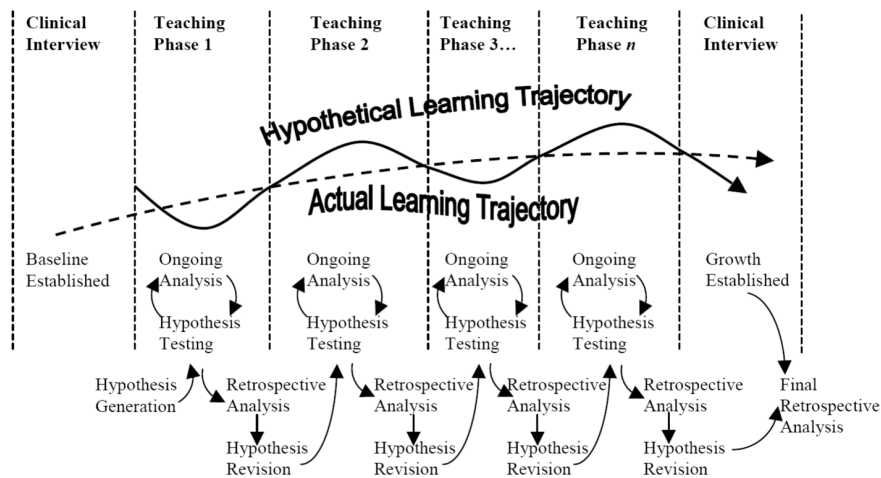 Clinical
Interview
Teaching
Phase 1
Teaching
Phase 2
Teaching
Phase 3…
Teaching
Phase n
Clinical
Interview
Hypothetical Learning Trajectory
Actual Learning Trajectory
Baseline
Established
Ongoing
Analysis
Hypothesis
Testing
Ongoing
Analysis
Hypothesis
Testing
Ongoing
Analysis
Hypothesis
Testing
Ongoing
Analysis
Hypothesis
Testing
Growth
Established
Hypothesis
Generation
Retrospective
Analysis
Hypothesis
Revision
Retrospective
Analysis
Hypothesis
Revision
Retrospective
Analysis
Hypothesis
Revision
Retrospective
Analysis
Hypothesis
Revision
Final
Retrospective
Analysis